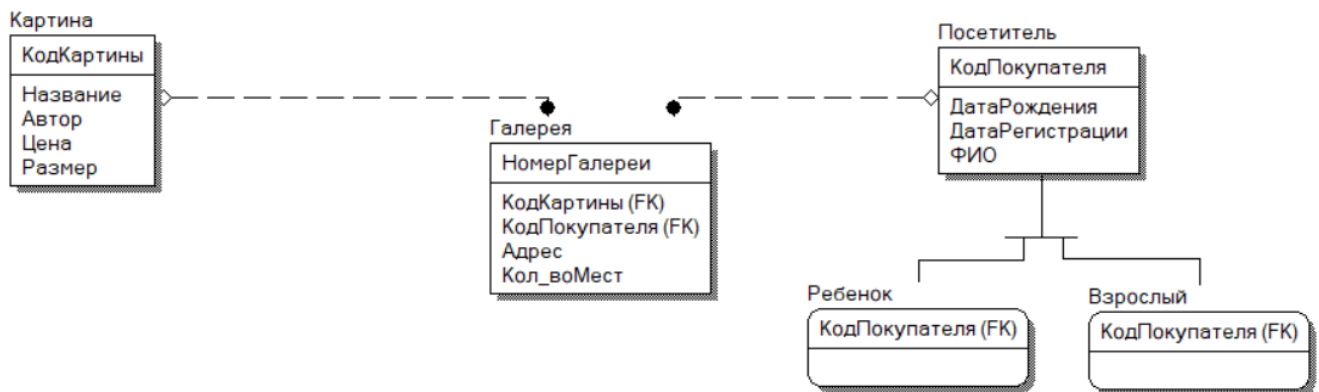 Картина
КодКартины
Название
Автор
Цена
Размер
Галерея
НомерГалереи
КодКартины (FK)
КодПокупателя (FK)
Адрес
Кол_воМест
Посетитель
КодПокупателя
ДатаРождения
ДатаРегистрации
ФИО
Ребенок
КодПокупателя (FK)
Взрослый
КодПокупателя (FK)